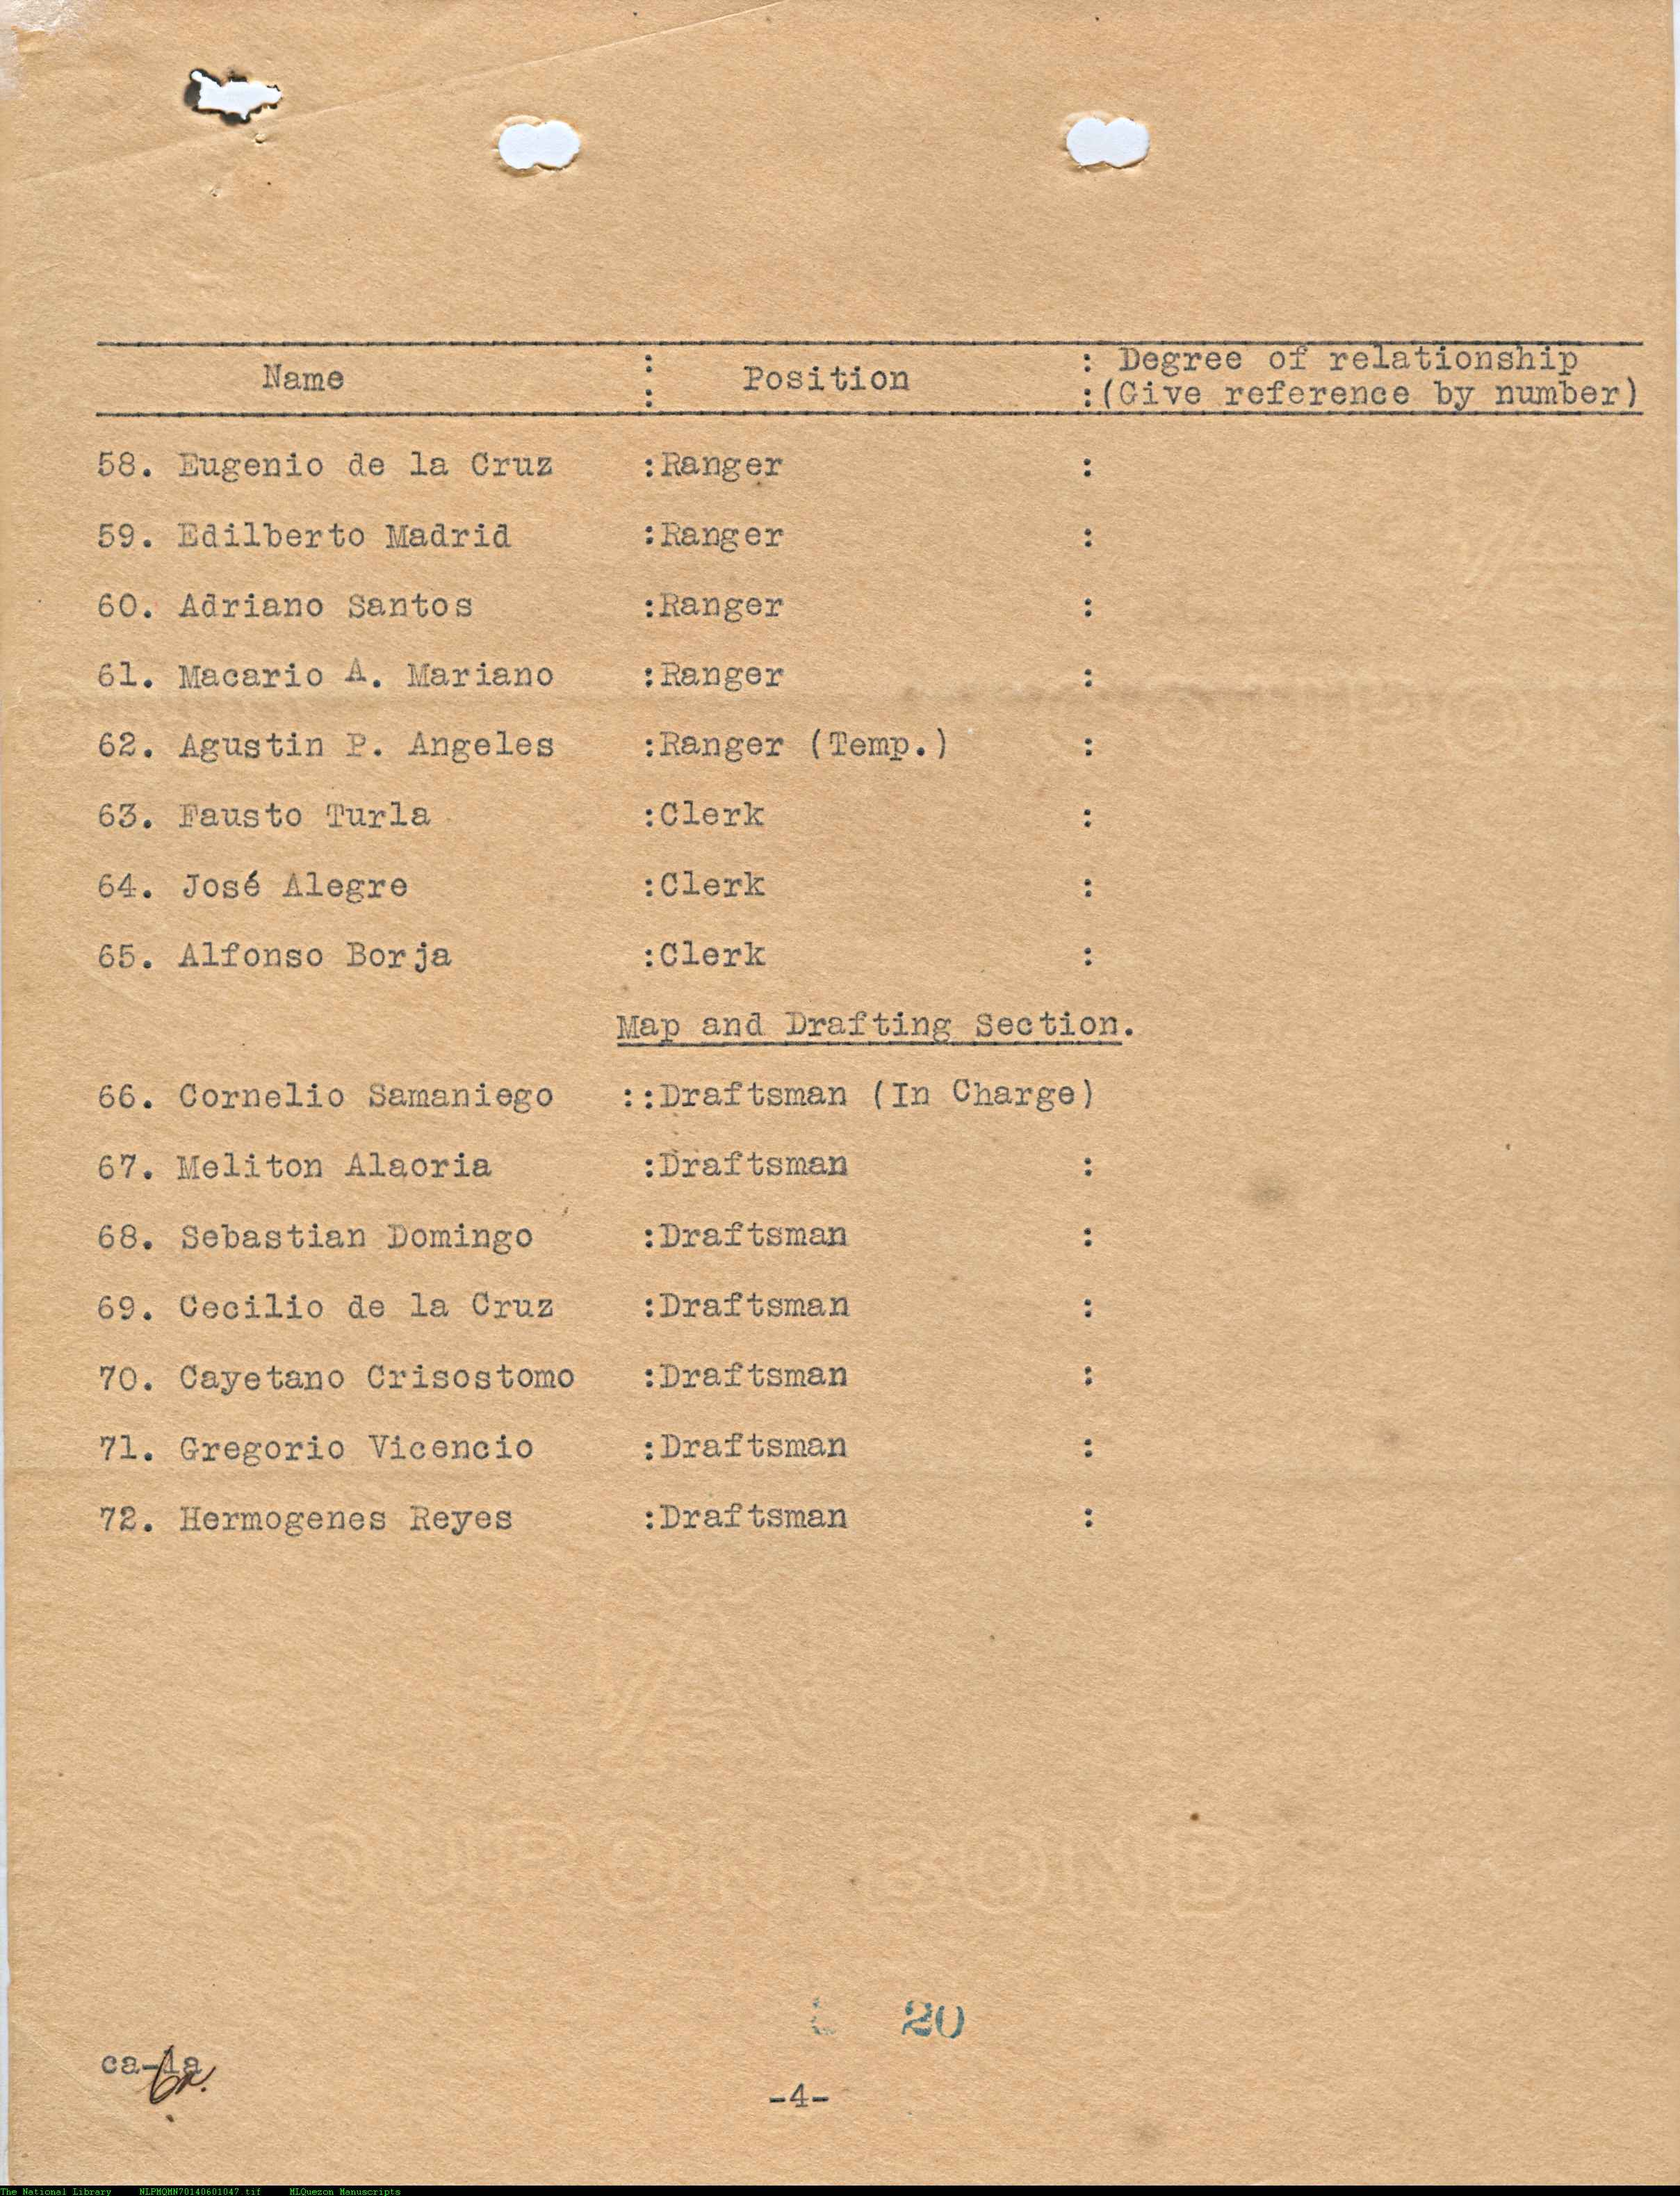 Name : Position : Degree of relationship
: :(Give reference by number)
58. Eugenio de la Cruz :Ranger :
59. Edilberto Madrid :Ranger :
60. Adriano Santos :Ranger :
61. Macario A. Mariano :Ranger :
62. Agustin P. Angeles :Ranger (Temp.) :
63. Fausto Turla :Clerk :
64. José Alegre :Clerk :
65. Alfonso Borja :Clerk :
Map and Drafting Section.
66. Cornelio Samaniego ::Draftsman (In Charge)
67. Meliton Alaoria :Draftsman :
68. Sebastian Domingo :Draftsman :
69. Cecilio de la Cruz :Draftsman :
70. Cayetano Crisostomo :Draftsman :
71. Gregorio Vicencio :Draftsman :
72. Hermogenes Reyes :Draftsman :
COUPON BOND
20
ca-
-4-
The National Library NLPMQMN70140601047.tif MLQuezon Manuscripts